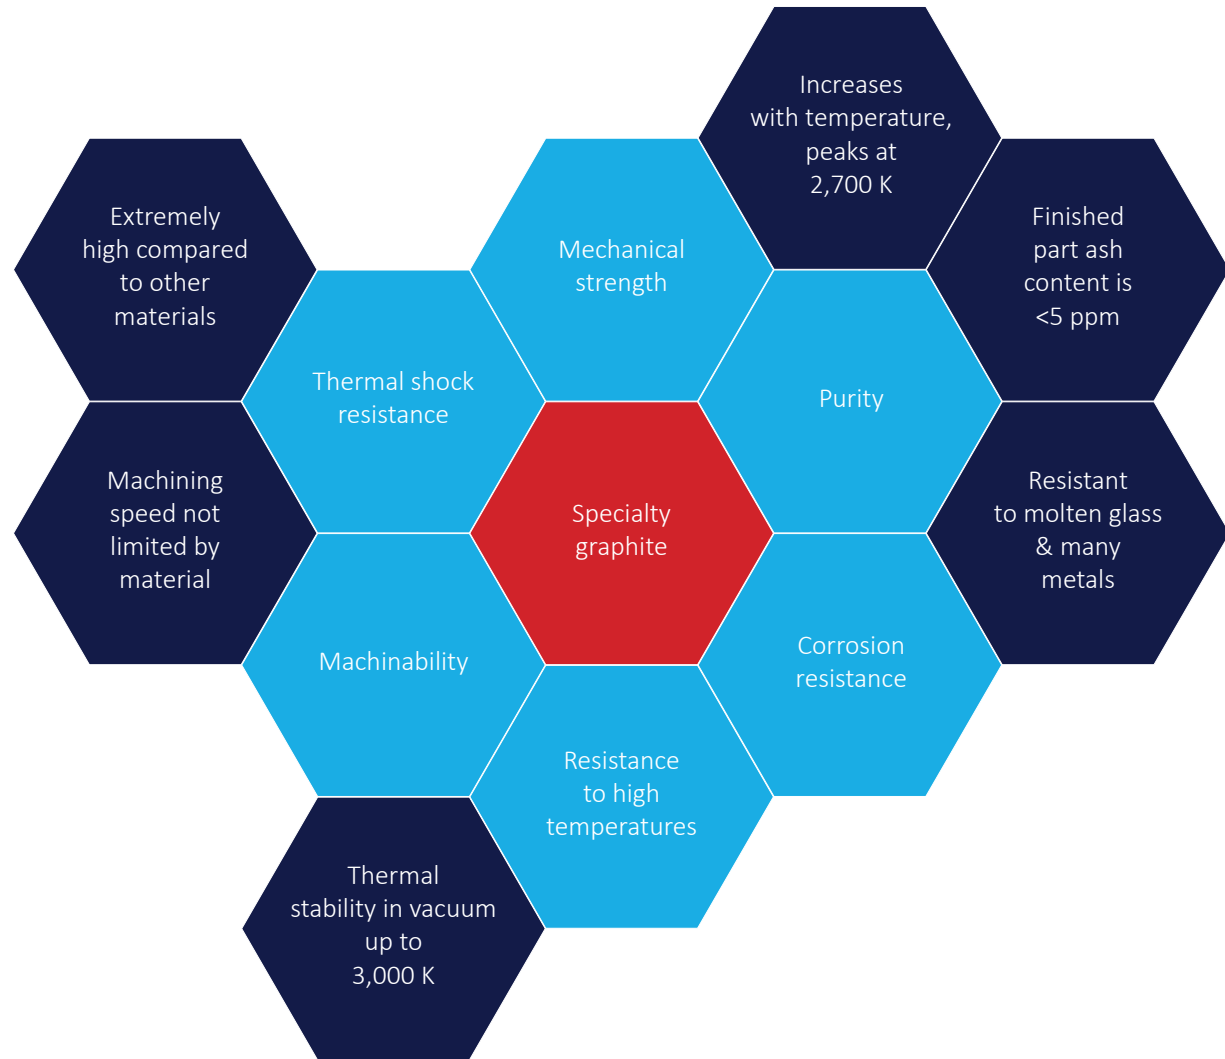 Increases
with temperature,
peaks at
2,700 K
Extremely
high compared
to other
materials
Mechanical
strength
Finished
part ash
content is
<5 ppm
Thermal shock
resistance
Purity
Machining
speed not
limited by
material
Specialty
graphite
Resistant
to molten glass
& many
metals
Machinability
Corrosion
resistance
Resistance
to high
temperatures
Thermal
stability in vacuum
up to
3,000 K